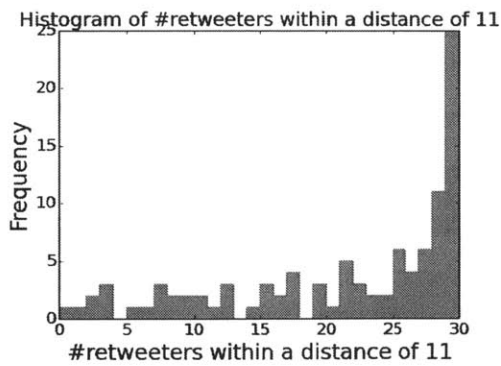 Histogram of #retweeters within a distance of 11
25
20
15
10
5
0
Frequency
0 5 10 15 20 25 30
#retweeters within a distance of 11